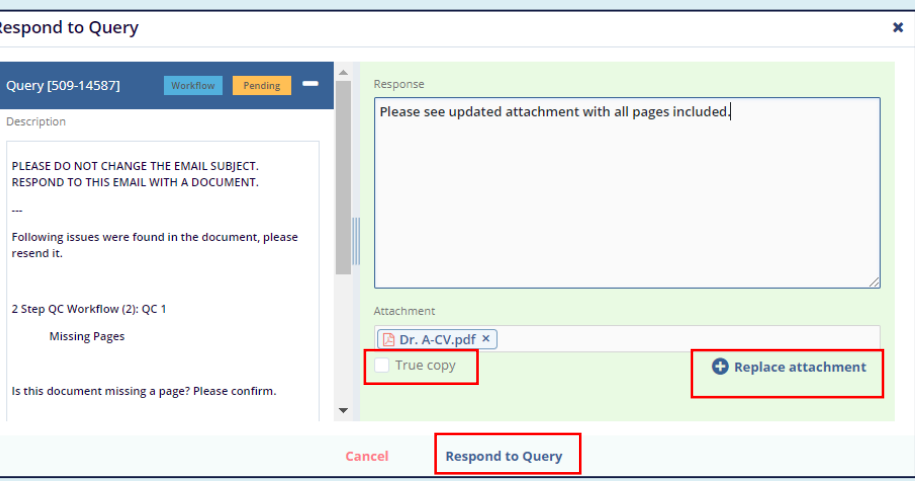 Respond to Query
×
Query [509-14587] Workflow Pending
Description
PLEASE DO NOT CHANGE THE EMAIL SUBJECT.
RESPOND TO THIS EMAIL WITH A DOCUMENT.
---
Following issues were found in the document, please
resend it.
2 Step QC Workflow (2): QC 1
Missing Pages
Is this document missing a page? Please confirm.
Response
Please see updated attachment with all pages included.
Attachment
Dr. A-CV.pdf ×
True copy
Replace attachment
Cancel
Respond to Query